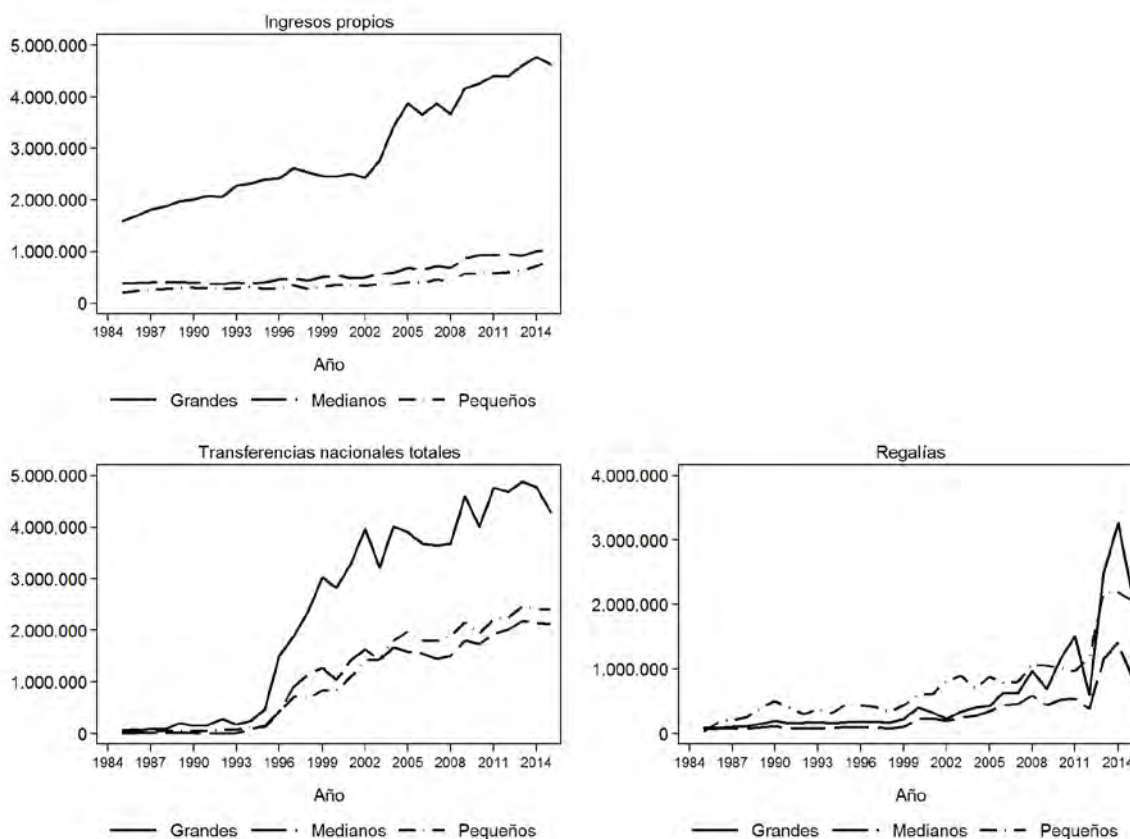 Ingresos propios
5.000.000
4.000.000
3.000.000
2.000.000
1.000.000
0
1984 1987 1990 1993 1996 1999 2002 2005 2008 2011 2014
Año
Grandes Medianos Pequeños
Transferencias nacionales totales
5.000.000
4.000.000
3.000.000
2.000.000
1.000.000
0
1984 1987 1990 1993 1996 1999 2002 2005 2008 2011 2014
Año
Grandes Medianos Pequeños
Regalías
4.000.000
3.000.000
2.000.000
1.000.000
0
1984 1987 1990 1993 1996 1999 2002 2005 2008 2011 2014
Año
Grandes Medianos Pequeños